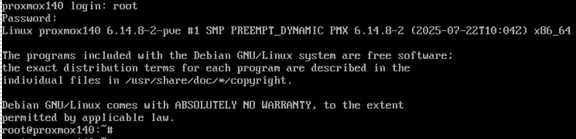 proxmox140 login: root
Password:
Linux proxmox140 6.14.8-2-pve #1 SMP PREEMPT_DYNAMIC PMX 6.14.8-2 (2025-07-22T10:04Z) x86_64
The programs included with the Debian GNU/Linux system are free software;
the exact distribution terms for each program are described in the
individual files in /usr/share/doc/*/copyright.
Debian GNU/Linux comes with ABSOLUTELY NO WARRANTY, to the extent
permitted by applicable law.
root@proxmox140:~#